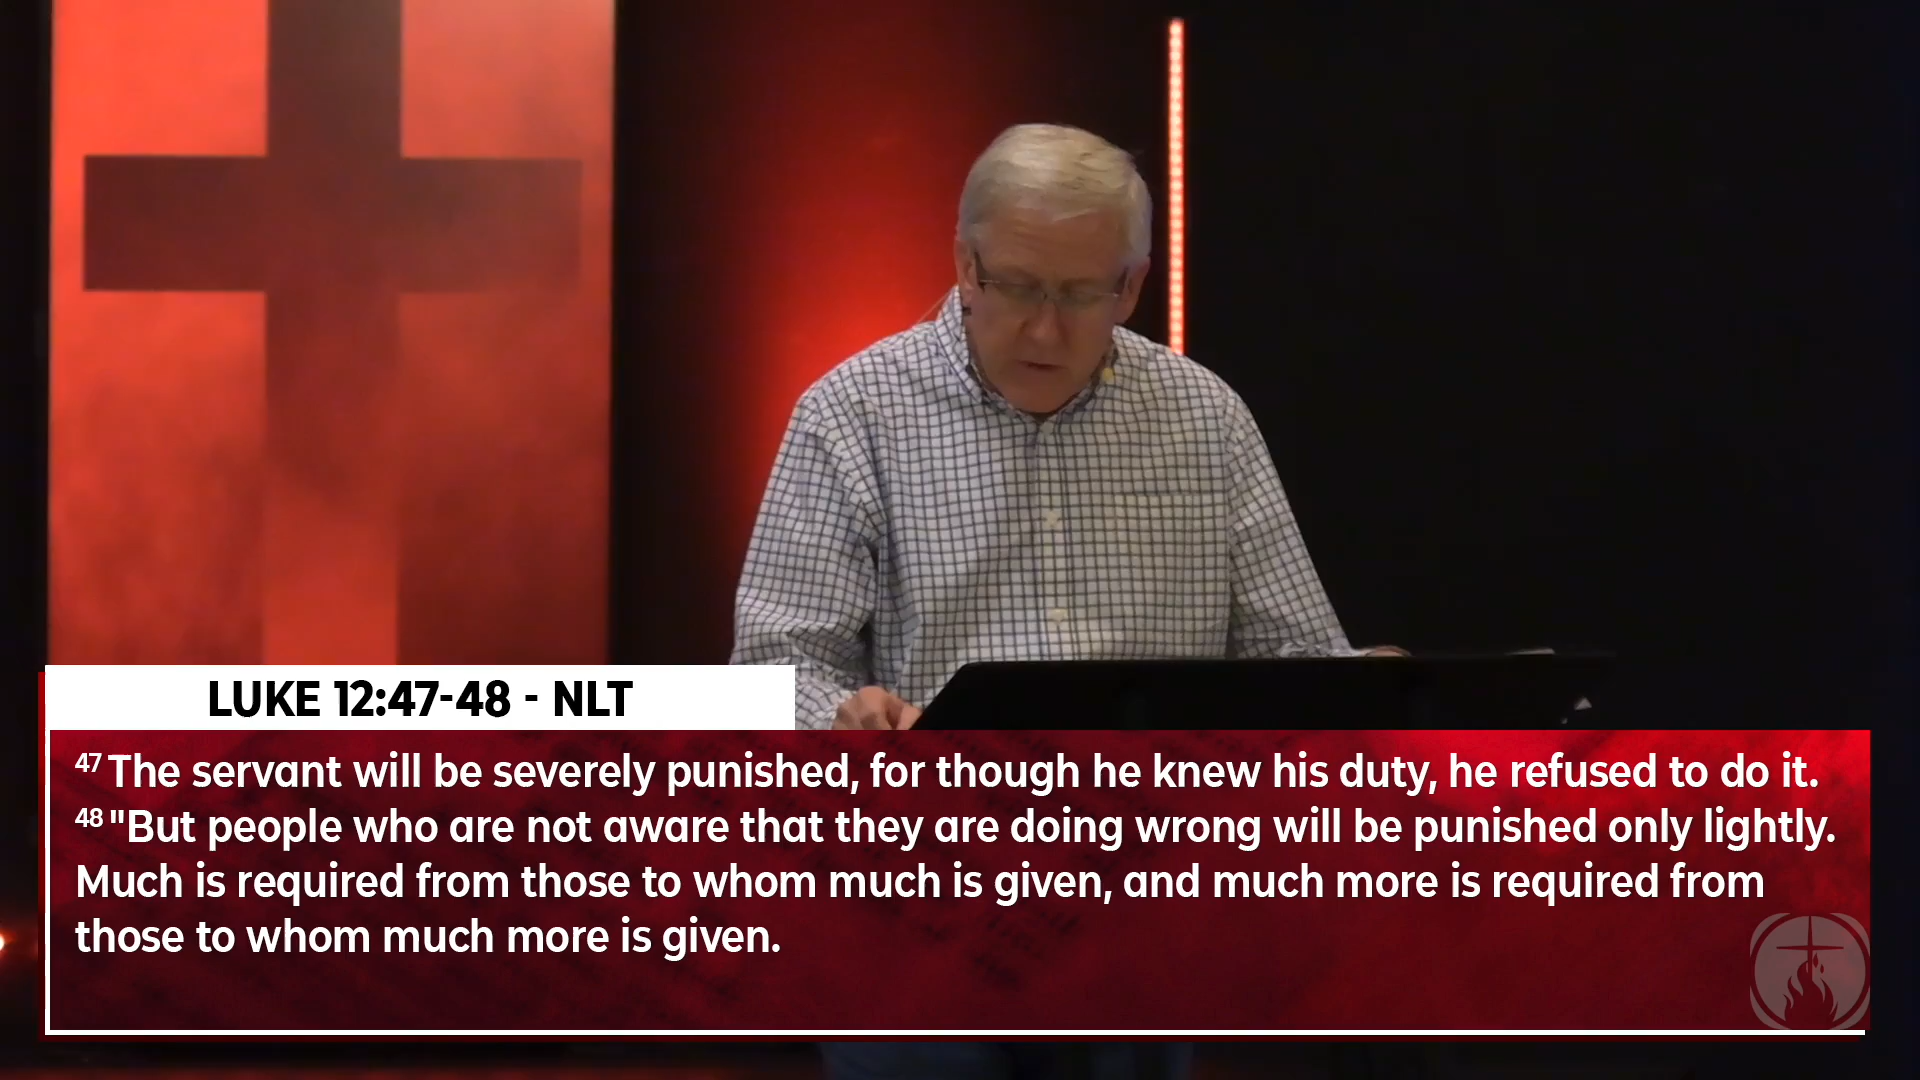 LUKE 12:47-48 - NLT
47 The servant will be severely punished, for though he knew his duty, he refused to do it.
48 "But people who are not aware that they are doing wrong will be punished only lightly.
Much is required from those to whom much is given, and much more is required from
those to whom much more is given.